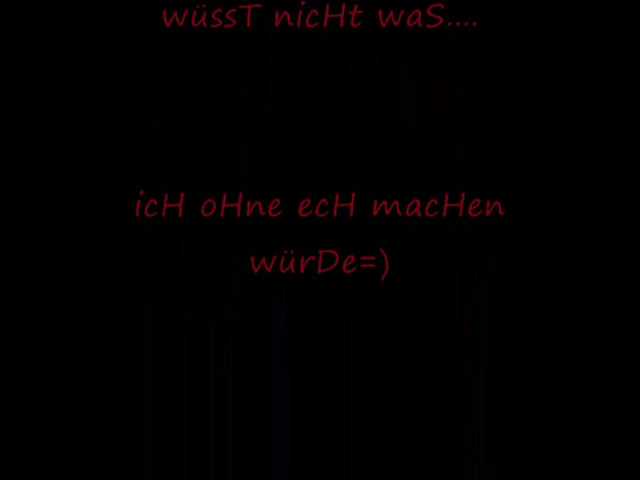 wüssT nicHt waS....
icH oHne ecH macHen
würDe=)